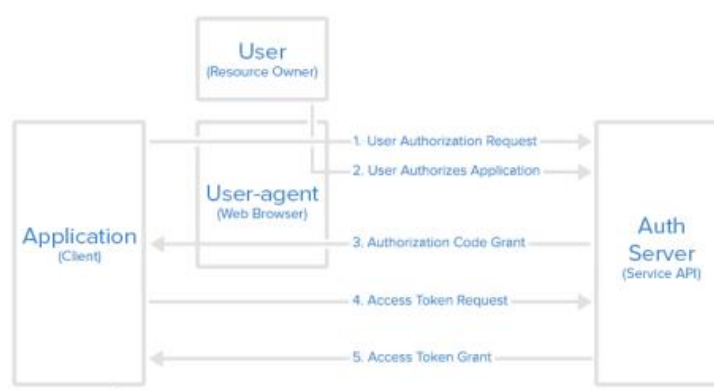 User
(Resource Owner)
1. User Authorization Request
2. User Authorizes Application
User-agent
(Web Browser)
Application
(Client)
3. Authorization Code Grant
Auth
Server
(Service API)
4. Access Token Request
5. Access Token Grant